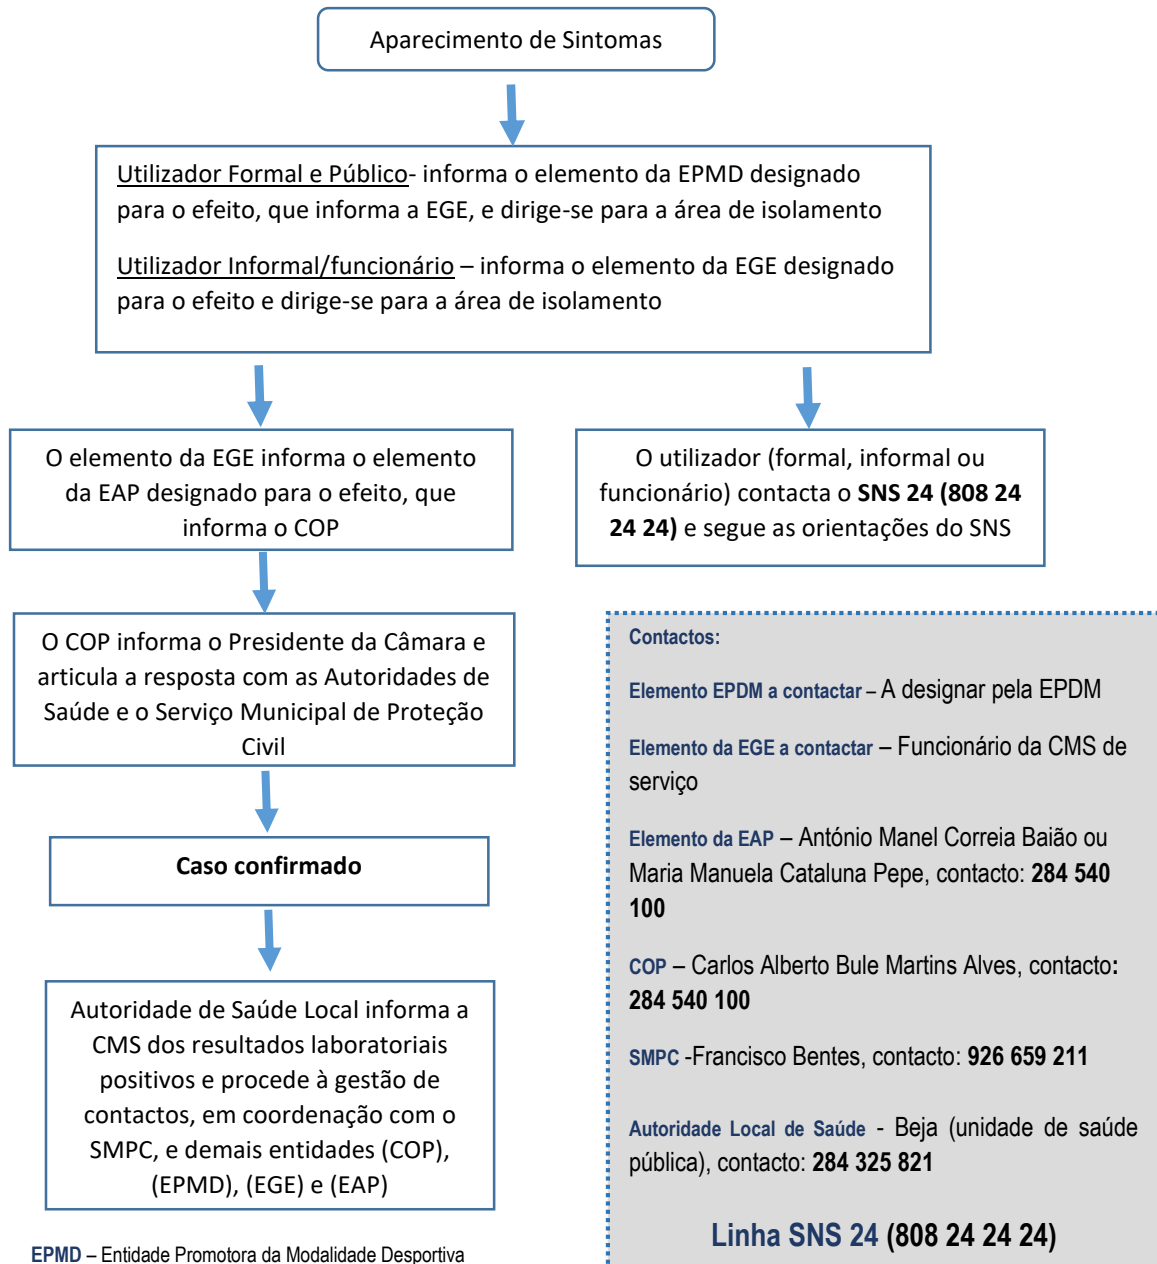 Aparecimento de Sintomas
Utilizador Formal e Público- informa o elemento da EPMD designado
para o efeito, que informa a EGE, e dirige-se para a área de isolamento
Utilizador Informal/funcionário – informa o elemento da EGE designado
para o efeito e dirige-se para a área de isolamento
O elemento da EGE informa o elemento
da EAP designado para o efeito, que
informa o COP
O utilizador (formal, informal ou
funcionário) contacta o SNS 24 (808 24
24 24) e segue as orientações do SNS
O COP informa o Presidente da Câmara e
articula a resposta com as Autoridades de
Saúde e o Serviço Municipal de Proteção
Civil
Caso confirmado
Autoridade de Saúde Local informa a
CMS dos resultados laboratoriais
positivos e procede à gestão de
contactos, em coordenação com o
SMPC, e demais entidades (COP),
(EPMD), (EGE) e (EAP)
Contactos:
Elemento EPDM a contactar – A designar pela EPDM
Elemento da EGE a contactar – Funcionário da CMS de
serviço
Elemento da EAP – António Manel Correia Baião ou
Maria Manuela Cataluna Pepe, contacto: 284 540
100
COP – Carlos Alberto Bule Martins Alves, contacto:
284 540 100
SMPC -Francisco Bentes, contacto: 926 659 211
Autoridade Local de Saúde - Beja (unidade de saúde
pública), contacto: 284 325 821
Linha SNS 24 (808 24 24 24)
EPMD – Entidade Promotora da Modalidade Desportiva